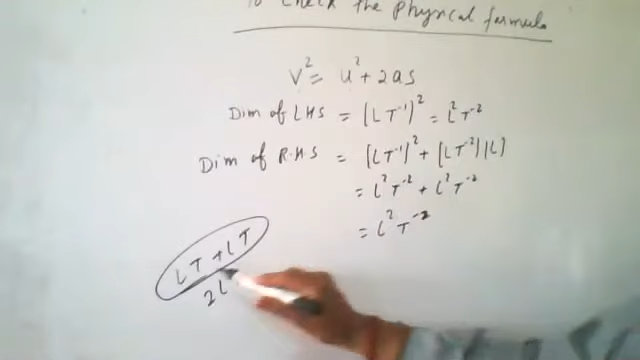 To check the Physical formula
V² = u² + 2as
Dim of LHS = [LT⁻¹]² = L²T⁻²
Dim of R.H.S = [LT⁻¹]² + [LT⁻²][L]
= L²T⁻² + L²T⁻²
= L²T⁻²
LT + LT
2L